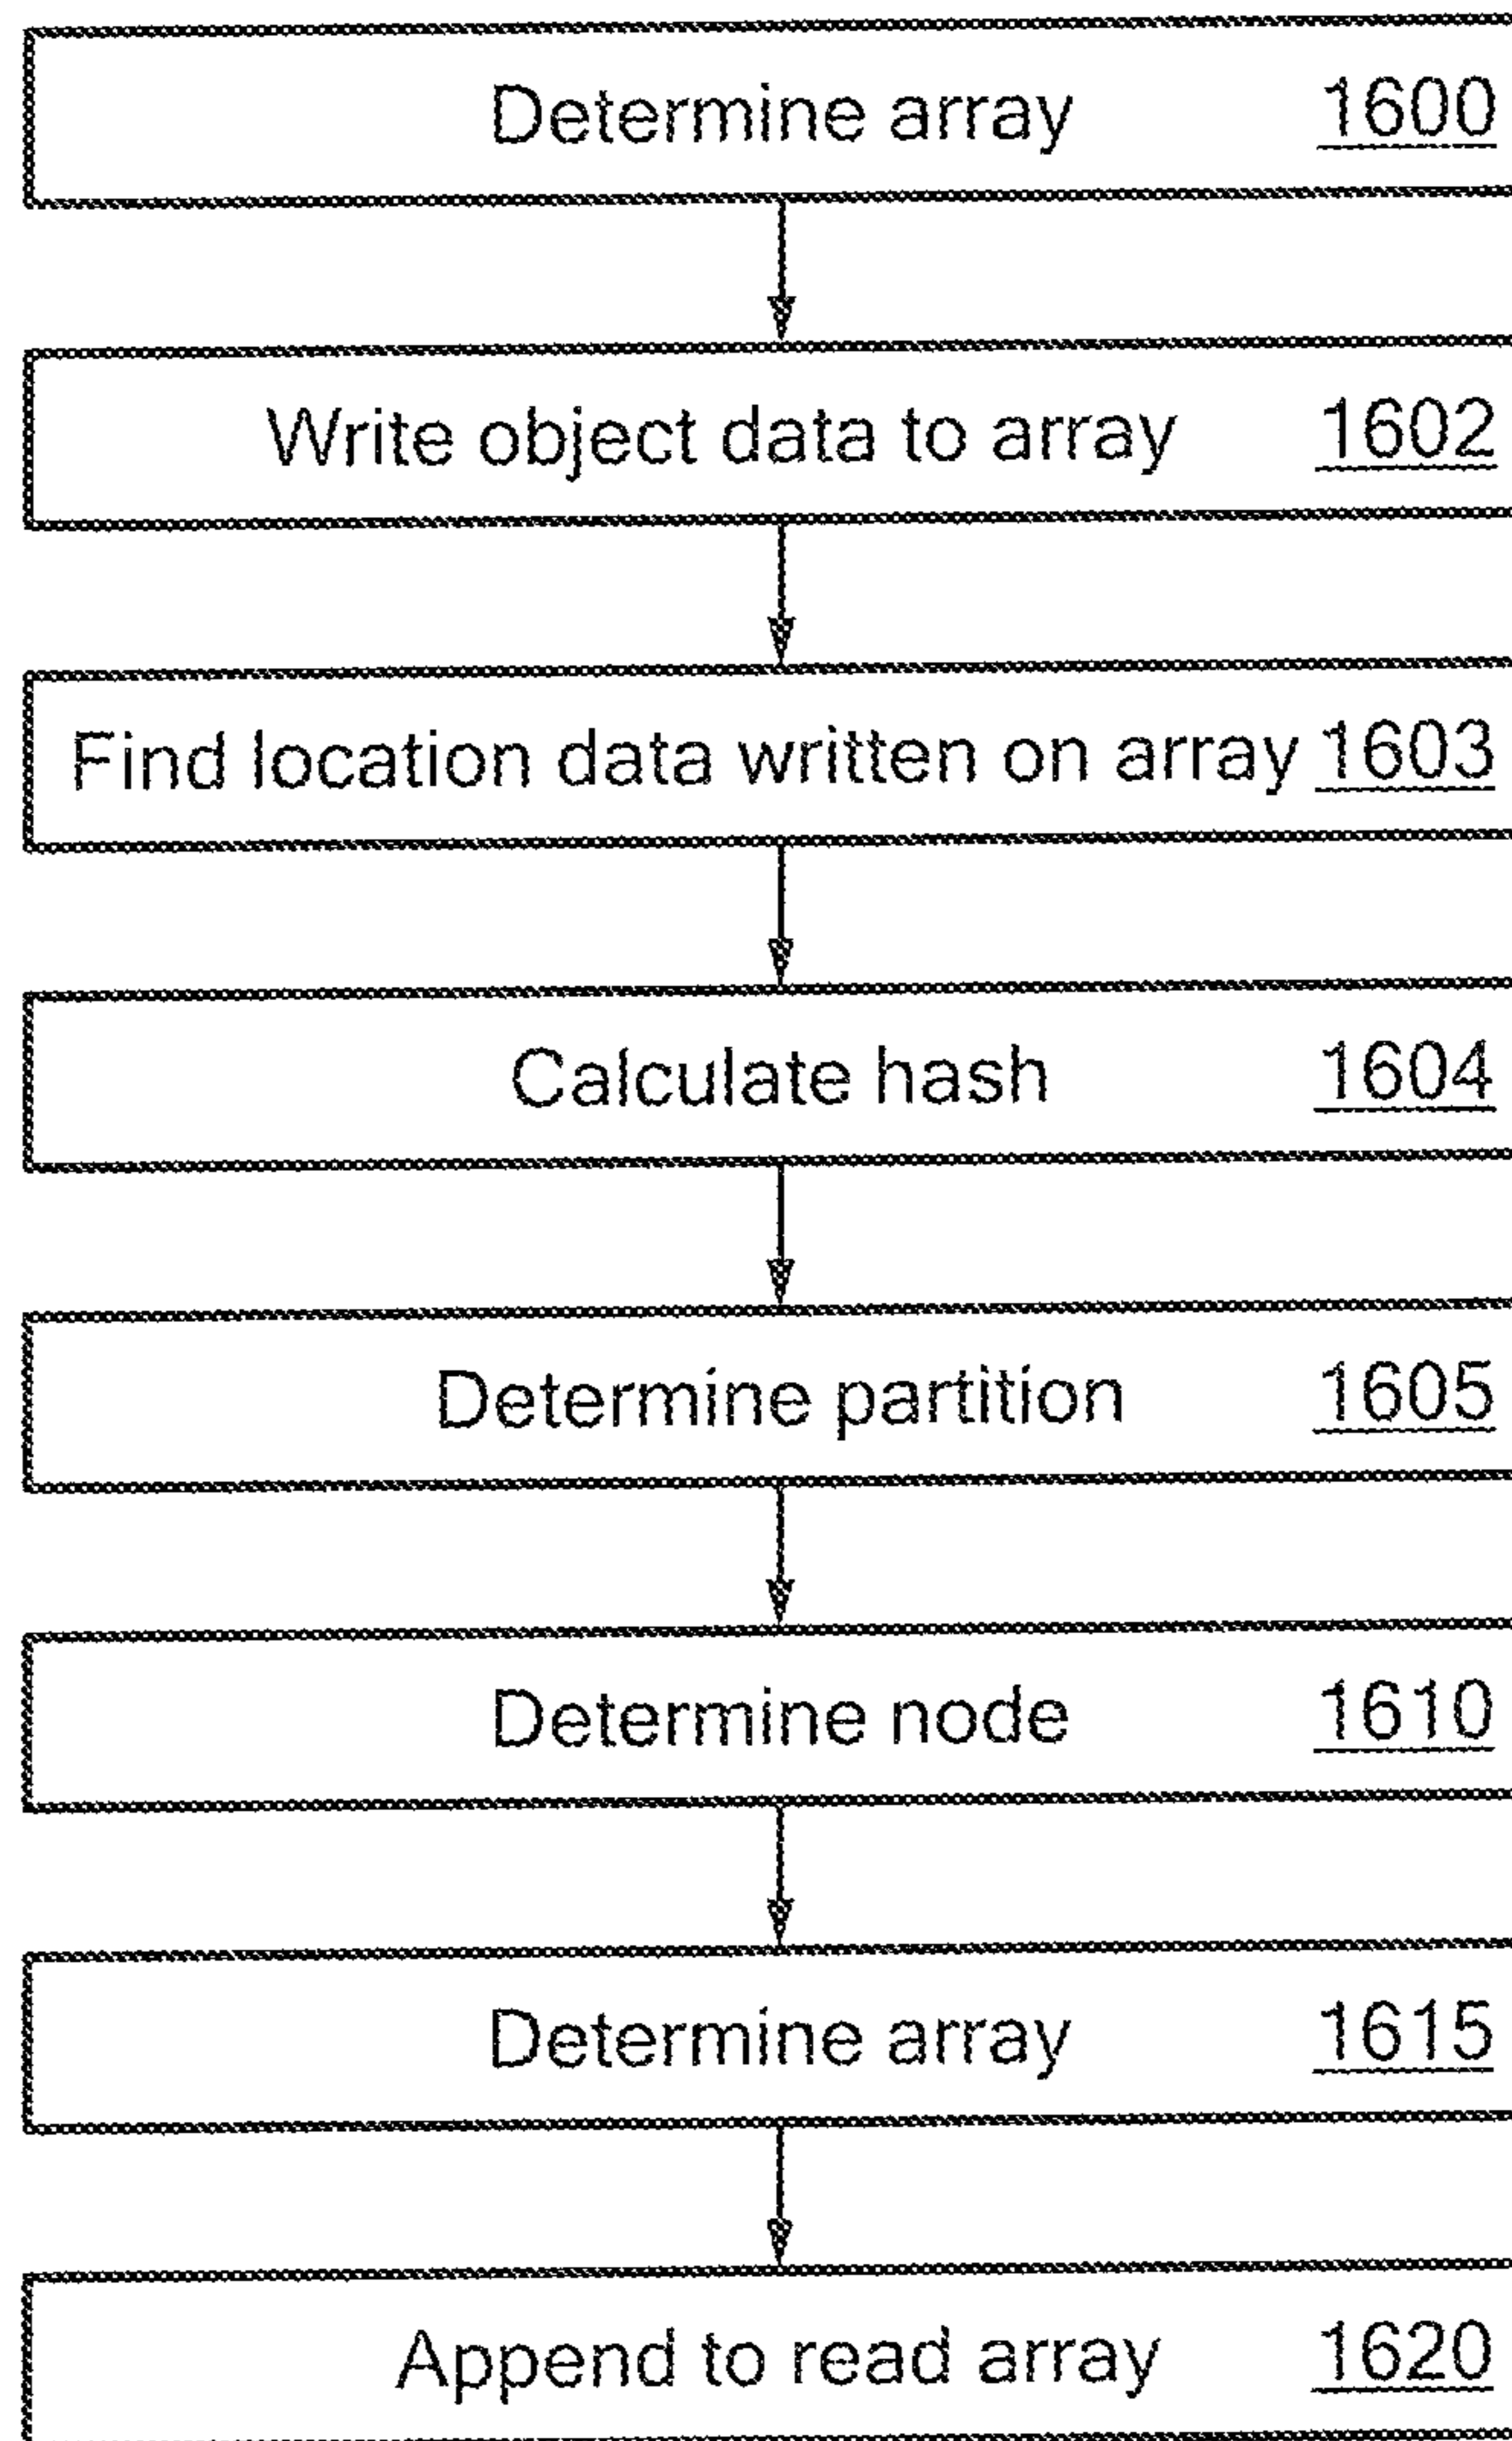 Determine array 1600
Write object data to array 1602
Find location data written on array 1603
Calculate hash 1604
Determine partition 1605
Determine node 1610
Determine array 1615
Append to read array 1620